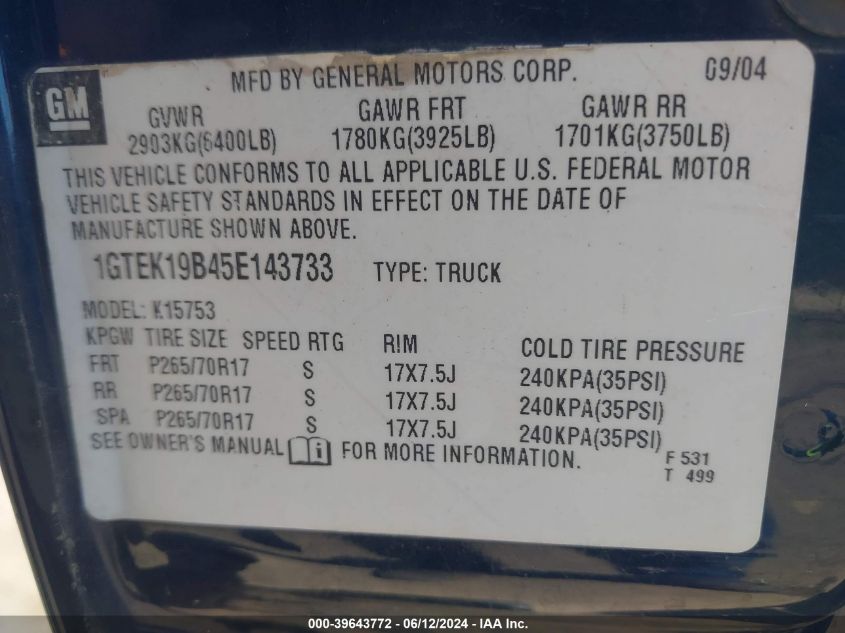 MFD BY GENERAL MOTORS CORP. 09/04
GM
GVWR GAWR FRT GAWR RR
2903KG(6400LB) 1780KG(3925LB) 1701KG(3750LB)
THIS VEHICLE CONFORMS TO ALL APPLICABLE U.S. FEDERAL MOTOR
VEHICLE SAFETY STANDARDS IN EFFECT ON THE DATE OF
MANUFACTURE SHOWN ABOVE.
1GTEK19B45E143733 TYPE: TRUCK
MODEL: K15753
KPGW TIRE SIZE SPEED RTG RIM COLD TIRE PRESSURE
FRT P265/70R17 S 17X7.5J 240KPA(35PSI)
RR P265/70R17 S 17X7.5J 240KPA(35PSI)
SPA P265/70R17 S 17X7.5J 240KPA(35PSI)
SEE OWNER'S MANUAL i FOR MORE INFORMATION.
F 531
T 499
000-39643772 - 06/12/2024 - IAA Inc.